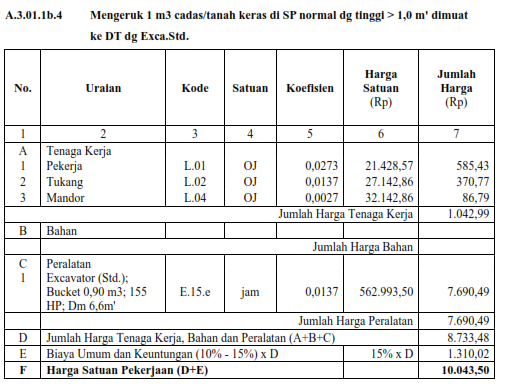 A.3.01.1b.4 Mengeruk 1 m3 cadas/tanah keras di SP normal dg tinggi > 1,0 m' dimuat
ke DT dg Exca.Std.
No. Uraian Kode Satuan Koefisien Harga Satuan (Rp) Jumlah Harga (Rp)
1 2 3 4 5 6 7
A Tenaga Kerja
1 Pekerja L.01 OJ 0,0273 21.428,57 585,43
2 Tukang L.02 OJ 0,0137 27.142,86 370,77
3 Mandor L.04 OJ 0,0027 32.142,86 86,79
Jumlah Harga Tenaga Kerja 1.042,99
B Bahan
Jumlah Harga Bahan
C Peralatan
1 Excavator (Std.);
Bucket 0,90 m3; 155 E.15.e jam 0,0137 562.993,50 7.690,49
HP; Dm 6,6m'
Jumlah Harga Peralatan 7.690,49
D Jumlah Harga Tenaga Kerja, Bahan dan Peralatan (A+B+C) 8.733,48
E Biaya Umum dan Keuntungan (10% - 15%) x D 15% x D 1.310,02
F Harga Satuan Pekerjaan (D+E) 10.043,50